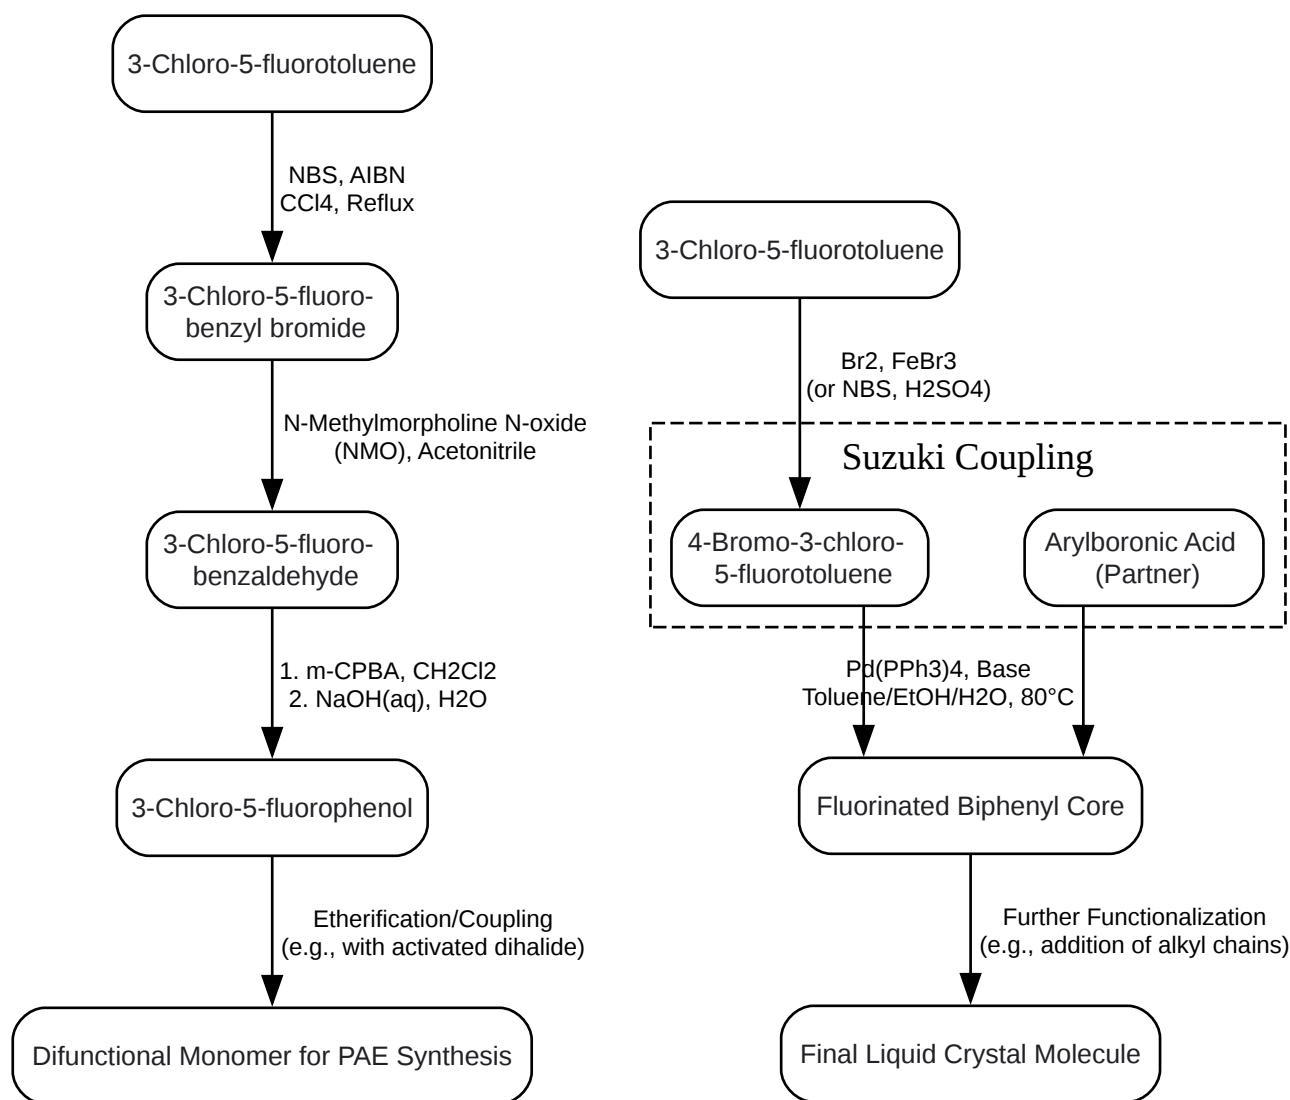 3-Chloro-5-fluorotoluene
NBS, AIBN
CCl4, Reflux
3-Chloro-5-fluoro-
benzyl bromide
N-Methylmorpholine N-oxide
(NMO), Acetonitrile
3-Chloro-5-fluoro-
benzaldehyde
1. m-CPBA, CH2Cl2
2. NaOH(aq), H2O
3-Chloro-5-fluorophenol
Etherification/Coupling
(e.g., with activated dihalide)
Difunctional Monomer for PAE Synthesis
3-Chloro-5-fluorotoluene
Br2, FeBr3
(or NBS, H2SO4)
Suzuki Coupling
4-Bromo-3-chloro-
5-fluorotoluene
Arylboronic Acid
(Partner)
Pd(PPh3)4, Base
Toluene/EtOH/H2O, 80°C
Fluorinated Biphenyl Core
Further Functionalization
(e.g., addition of alkyl chains)
Final Liquid Crystal Molecule